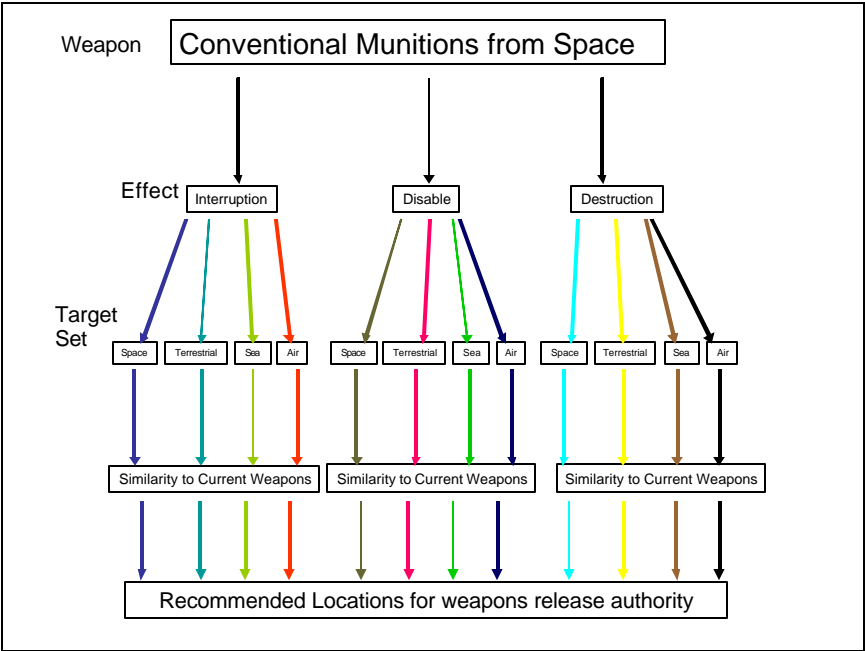 Weapon
Conventional Munitions from Space
Effect
Interruption
Disable
Destruction
Target
Set
Space
Terrestrial
Sea
Air
Space
Terrestrial
Sea
Air
Space
Terrestrial
Sea
Air
Similarity to Current Weapons
Similarity to Current Weapons
Similarity to Current Weapons
Recommended Locations for weapons release authority